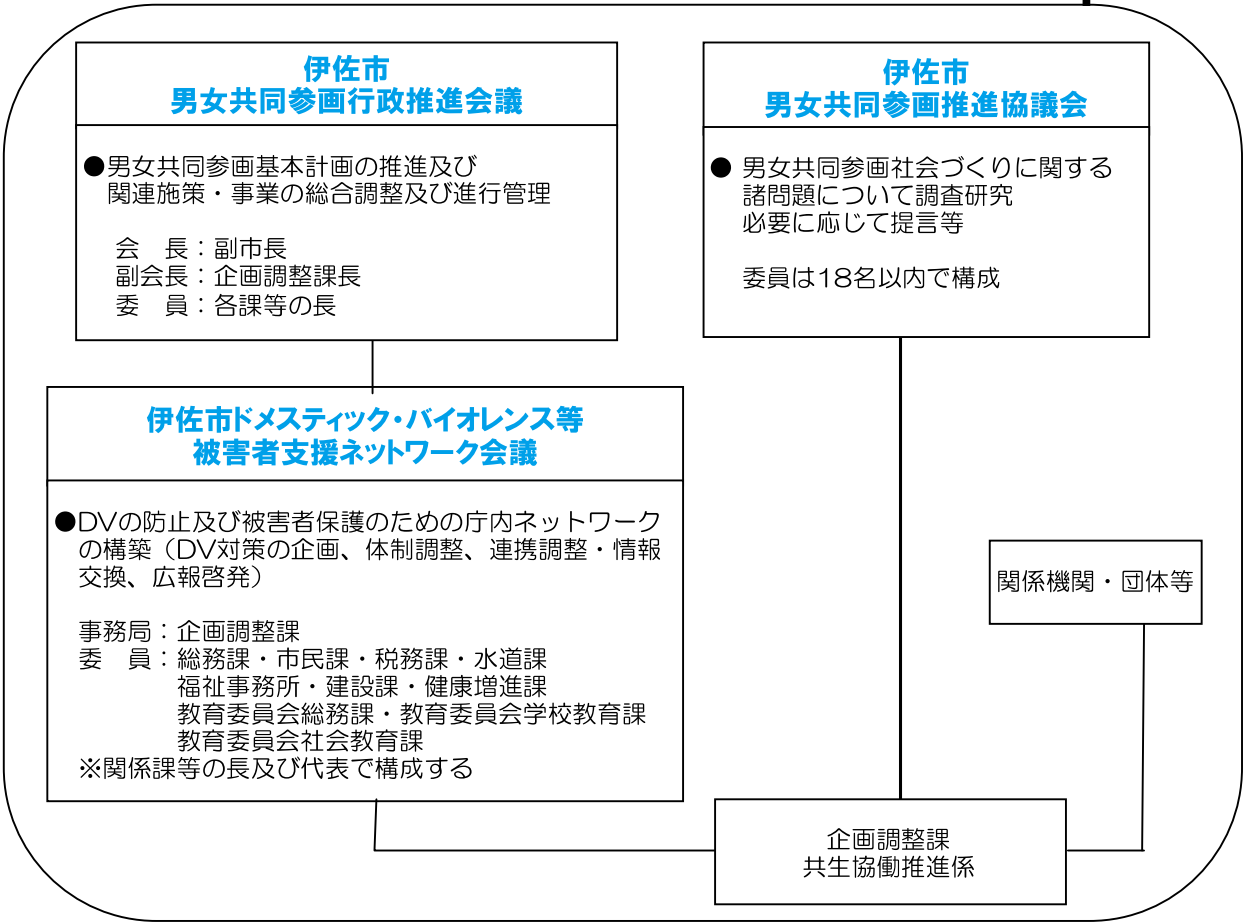 伊佐市
男女共同参画行政推進会議
●男女共同参画基本計画の推進及び
関連施策・事業の総合調整及び進行管理
会　長：副市長
副会長：企画調整課長
委　員：各課等の長
伊佐市
男女共同参画推進協議会
● 男女共同参画社会づくりに関する
諸問題について調査研究
必要に応じて提言等
委員は18名以内で構成
伊佐市ドメスティック・バイオレンス等
被害者支援ネットワーク会議
●DVの防止及び被害者保護のための庁内ネットワーク
の構築（DV対策の企画、体制調整、連携調整・情報
交換、広報啓発）
事務局：企画調整課
委　員：総務課・市民課・税務課・水道課
福祉事務所・建設課・健康増進課
教育委員会総務課・教育委員会学校教育課
教育委員会社会教育課
※関係課等の長及び代表で構成する
関係機関・団体等
企画調整課
共生協働推進係